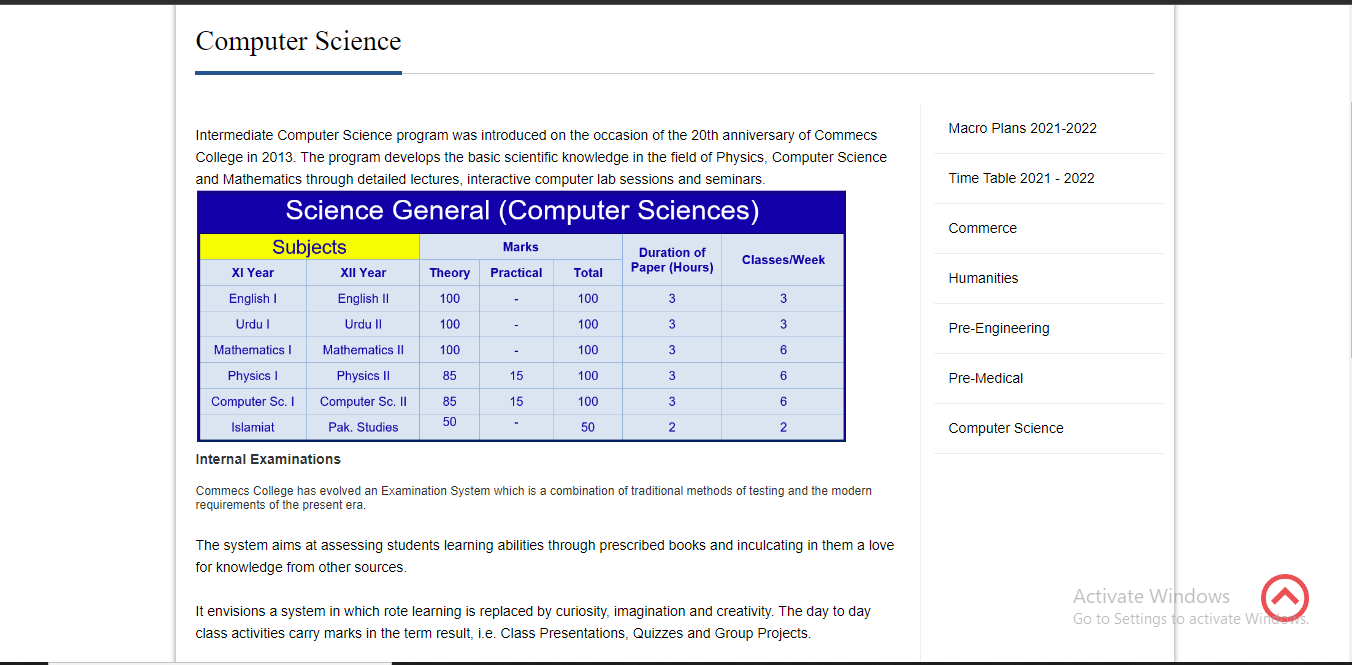 Computer Science
Intermediate Computer Science program was introduced on the occasion of the 20th anniversary of Commecs
College in 2013. The program develops the basic scientific knowledge in the field of Physics, Computer Science
and Mathematics through detailed lectures, interactive computer lab sessions and seminars.
Science General (Computer Sciences)
Subjects Marks Duration of Paper (Hours) Classes/Week
XI Year XII Year Theory Practical Total
English I English II 100 - 100 3 3
Urdu I Urdu II 100 - 100 3 3
Mathematics I Mathematics II 100 - 100 3 6
Physics I Physics II 85 15 100 3 6
Computer Sc. I Computer Sc. II 85 15 100 3 6
Islamiat Pak. Studies 50 - 50 2 2
Internal Examinations
Commecs College has evolved an Examination System which is a combination of traditional methods of testing and the modern
requirements of the present era.
The system aims at assessing students learning abilities through prescribed books and inculcating in them a love
for knowledge from other sources.
It envisions a system in which rote learning is replaced by curiosity, imagination and creativity. The day to day
class activities carry marks in the term result, i.e. Class Presentations, Quizzes and Group Projects.
Macro Plans 2021-2022
Time Table 2021 - 2022
Commerce
Humanities
Pre-Engineering
Pre-Medical
Computer Science
Activate Windows
Go to Settings to activate Windows.